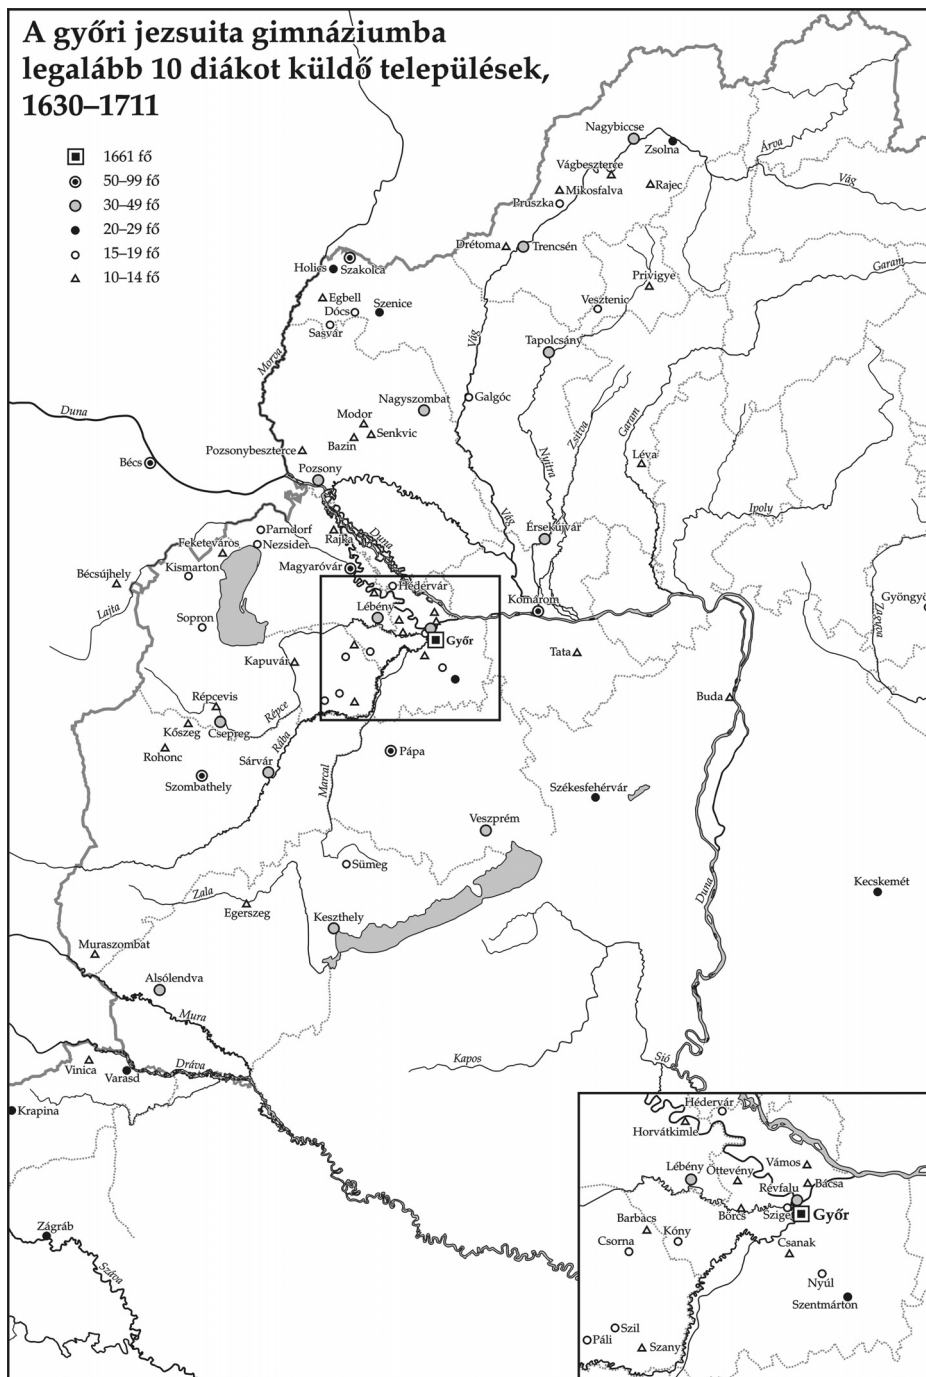 A győri jezsuita gimnáziumba
legalább 10 diákot küldő települések,
1630–1711
1661 fő
50–99 fő
30–49 fő
20–29 fő
15–19 fő
10–14 fő
Nagybiccse
Zsolna
Árva
Vágbeszterce
Rajec
Vág
Mikosfalva
Pruszka
Drétoma
Trencsén
Garam
Holics
Szakolca
Privigye
Egbell
Dócs
Szenice
Vesztenic
Sasvár
Morva
Vág
Tapolcsány
Duna
Nagyszombat
Galgóc
Modor
Senkvic
Bazin
Garam
Zsitva
Pozsonybeszterce
Nyitra
Léva
Bécs
Pozsony
Ipoly
Vág
Parndorf
Rajka
Duna
Érsekújvár
Feketeváros
Nezsider
Bécsújhely
Kismarton
Magyaróvár
Hédervár
Gyöngyö
Lajta
Lébény
Komárom
Zagyva
Sopron
Győr
Kapuvár
Tata
Répcevis
Répce
Buda
Kőszeg
Csepreg
Rába
Rohonc
Sárvár
Pápa
Szombathely
Marcal
Székesfehérvár
Veszprém
Sümeg
Zala
Duna
Kecskemét
Egerszeg
Keszthely
Muraszombat
Alsólendva
Mura
Kapos
Sió
Vinica
Varasd
Dráva
Krapina
Zágráb
Száva
Hédervár
Horvátkimle
Lébény
Öttevény
Vámos
Révfalu
Bácsa
Börcs
Sziget
Győr
Barbacs
Csorna
Kóny
Csanak
Nyúl
Szentmárton
Szil
Páli
Szany